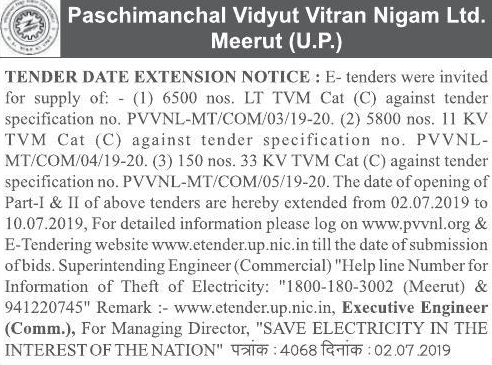 Paschimanchal Vidyut Vitran Nigam Ltd.
Meerut (U.P.)
TENDER DATE EXTENSION NOTICE : E- tenders were invited
for supply of: - (1) 6500 nos. LT TVM Cat (C) against tender
specification no. PVVNL-MT/COM/03/19-20. (2) 5800 nos. 11 KV
TVM Cat (C) against tender specification no. PVVNL-
MT/COM/04/19-20. (3) 150 nos. 33 KV TVM Cat (C) against tender
specification no. PVVNL-MT/COM/05/19-20. The date of opening of
Part-I & II of above tenders are hereby extended from 02.07.2019 to
10.07.2019, For detailed information please log on www.pvvnl.org &
E-Tendering website www.etender.up.nic.in till the date of submission
of bids. Superintending Engineer (Commercial) "Help line Number for
Information of Theft of Electricity: "1800-180-3002 (Meerut) &
941220745" Remark :- www.etender.up.nic.in, Executive Engineer
(Comm.), For Managing Director, "SAVE ELECTRICITY IN THE
INTEREST OF THE NATION" पत्रांक : 4068 दिनांक : 02.07.2019